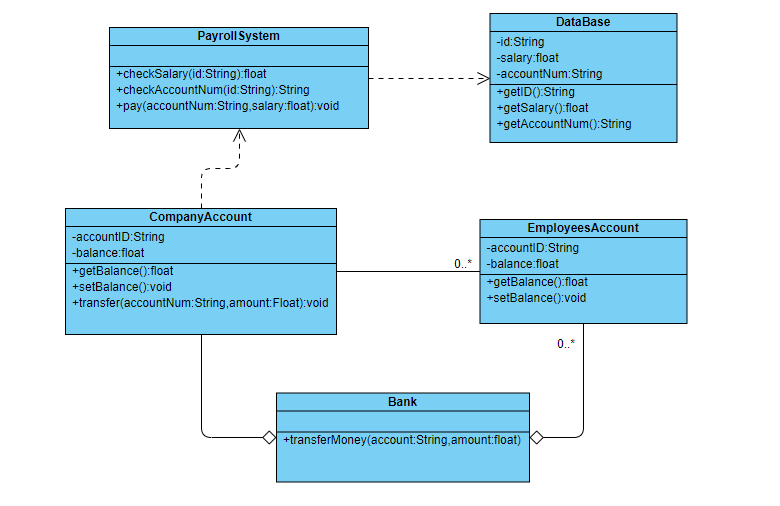 PayrollSystem
+checkSalary(id:String):float
+checkAccountNum(id:String):String
+pay(accountNum:String,salary:float):void
DataBase
-id:String
-salary:float
-accountNum:String
+getID():String
+getSalary():float
+getAccountNum():String
CompanyAccount
-accountID:String
-balance:float
+getBalance():float
+setBalance():void
+transfer(accountNum:String,amount:Float):void
0..*
EmployeesAccount
-accountID:String
-balance:float
+getBalance():float
+setBalance():void
0..*
Bank
+transferMoney(account:String,amount:float)